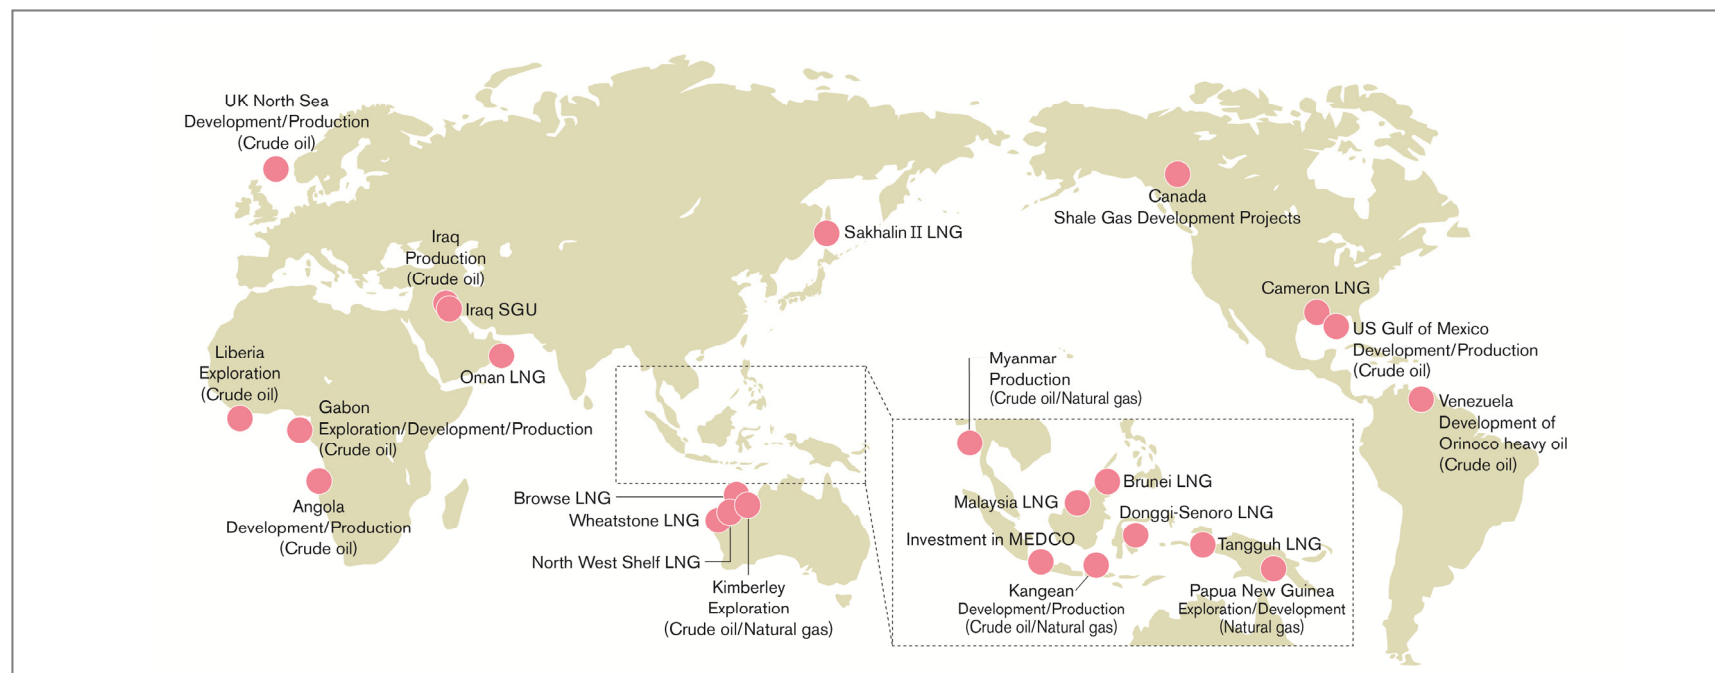 UK North Sea
Development/Production
(Crude oil)
Iraq
Production
(Crude oil)
Iraq SGU
Oman LNG
Liberia
Exploration
(Crude oil)
Gabon
Exploration/Development/Production
(Crude oil)
Angola
Development/Production
(Crude oil)
Sakhalin II LNG
Browse LNG
Wheatstone LNG
North West Shelf LNG
Kimberley
Exploration
(Crude oil/Natural gas)
Canada
Shale Gas Development Projects
Cameron LNG
US Gulf of Mexico
Development/Production
(Crude oil)
Venezuela
Development of
Orinoco heavy oil
(Crude oil)
Myanmar
Production
(Crude oil/Natural gas)
Brunei LNG
Malaysia LNG
Donggi-Senoro LNG
Investment in MEDCO
Tangguh LNG
Kangean
Development/Production
(Crude oil/Natural gas)
Papua New Guinea
Exploration/Development
(Natural gas)